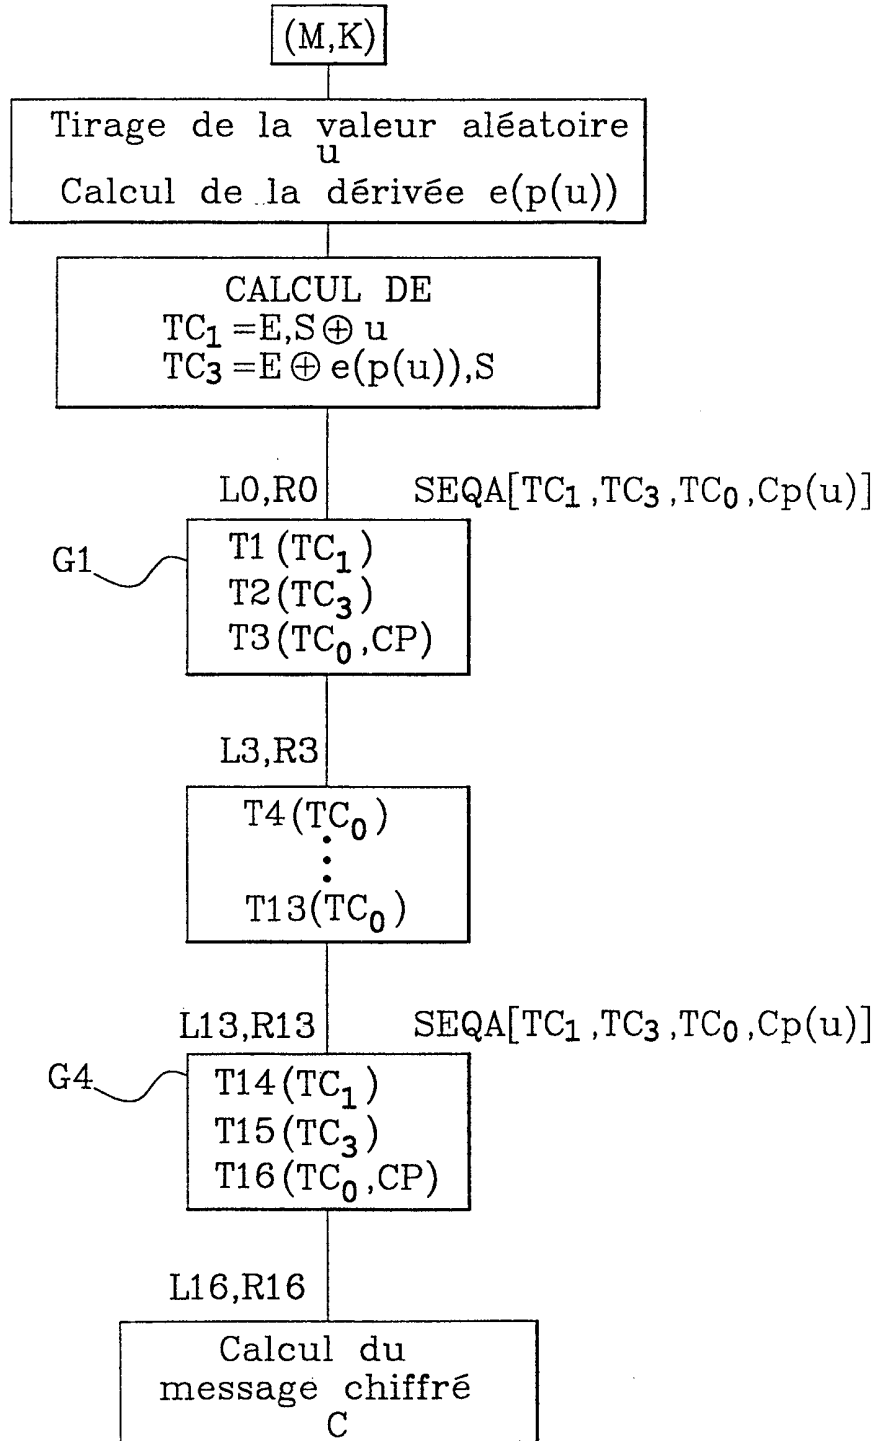 (M,K)
Tirage de la valeur aléatoire
u
Calcul de la dérivée e(p(u))
CALCUL DE
TC₁=E,S⊕u
TC₃=E⊕e(p(u)),S
L0,R0 SEQA[TC₁,TC₃,TC₀,Cp(u)]
G1
T1(TC₁)
T2(TC₃)
T3(TC₀,CP)
L3,R3
T4(TC₀)
⋮
T13(TC₀)
L13,R13 SEQA[TC₁,TC₃,TC₀,Cp(u)]
G4
T14(TC₁)
T15(TC₃)
T16(TC₀,CP)
L16,R16
Calcul du
message chiffré
C